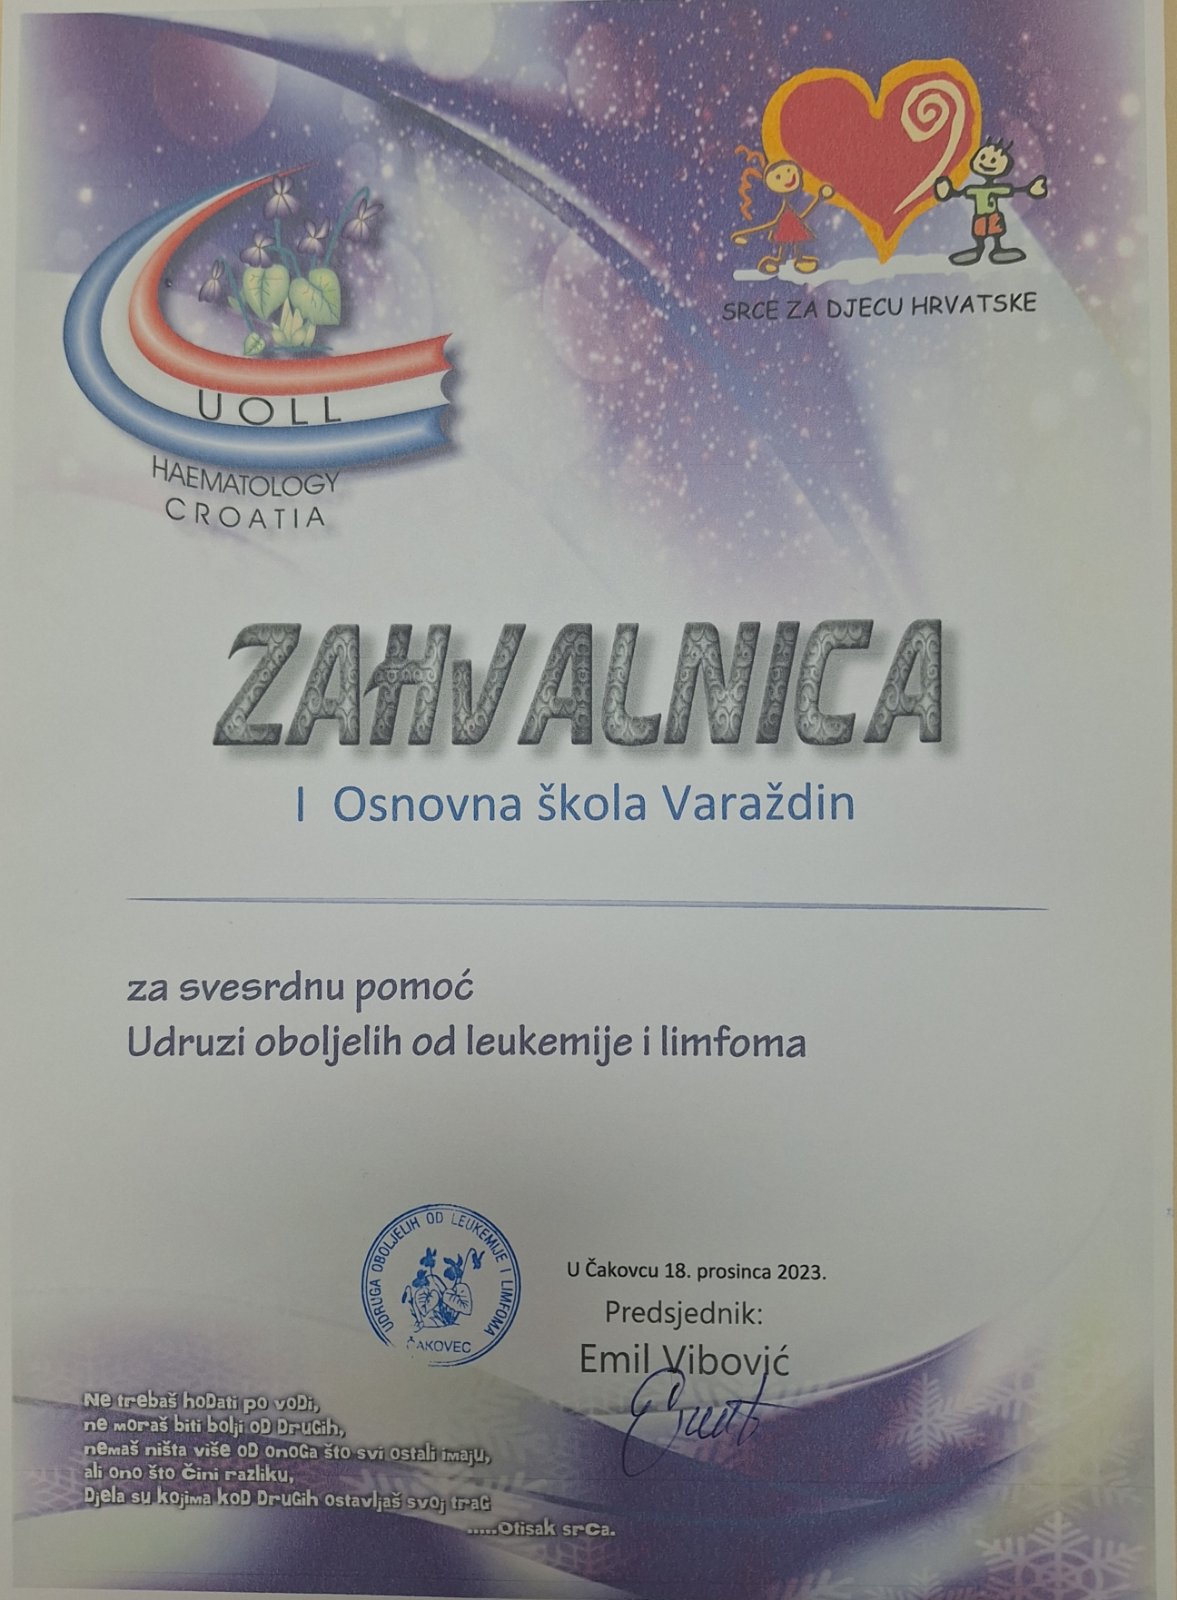 SRCE ZA DJECU HRVATSKE
UOLL
HAEMATOLOGY
CROATIA
ZAHVALNICA
I Osnovna škola Varaždin
za svesrdnu pomoć
Udruzi oboljelih od leukemije i limfoma
UDRUGA OBOLJELIH OD LEUKEMIJE I LIMFOMA
ČAKOVEC
U Čakovcu 18. prosinca 2023.
Predsjednik:
Emil Vibović
Ne trebaš hodati po vodi,
ne moraš biti bolji od drugih,
nemaš ništa više od onoga što svi ostali imaju,
ali ono što čini razliku,
Djela su kojima kod drugih ostavljaš svoj trag
.....Otisak srca.